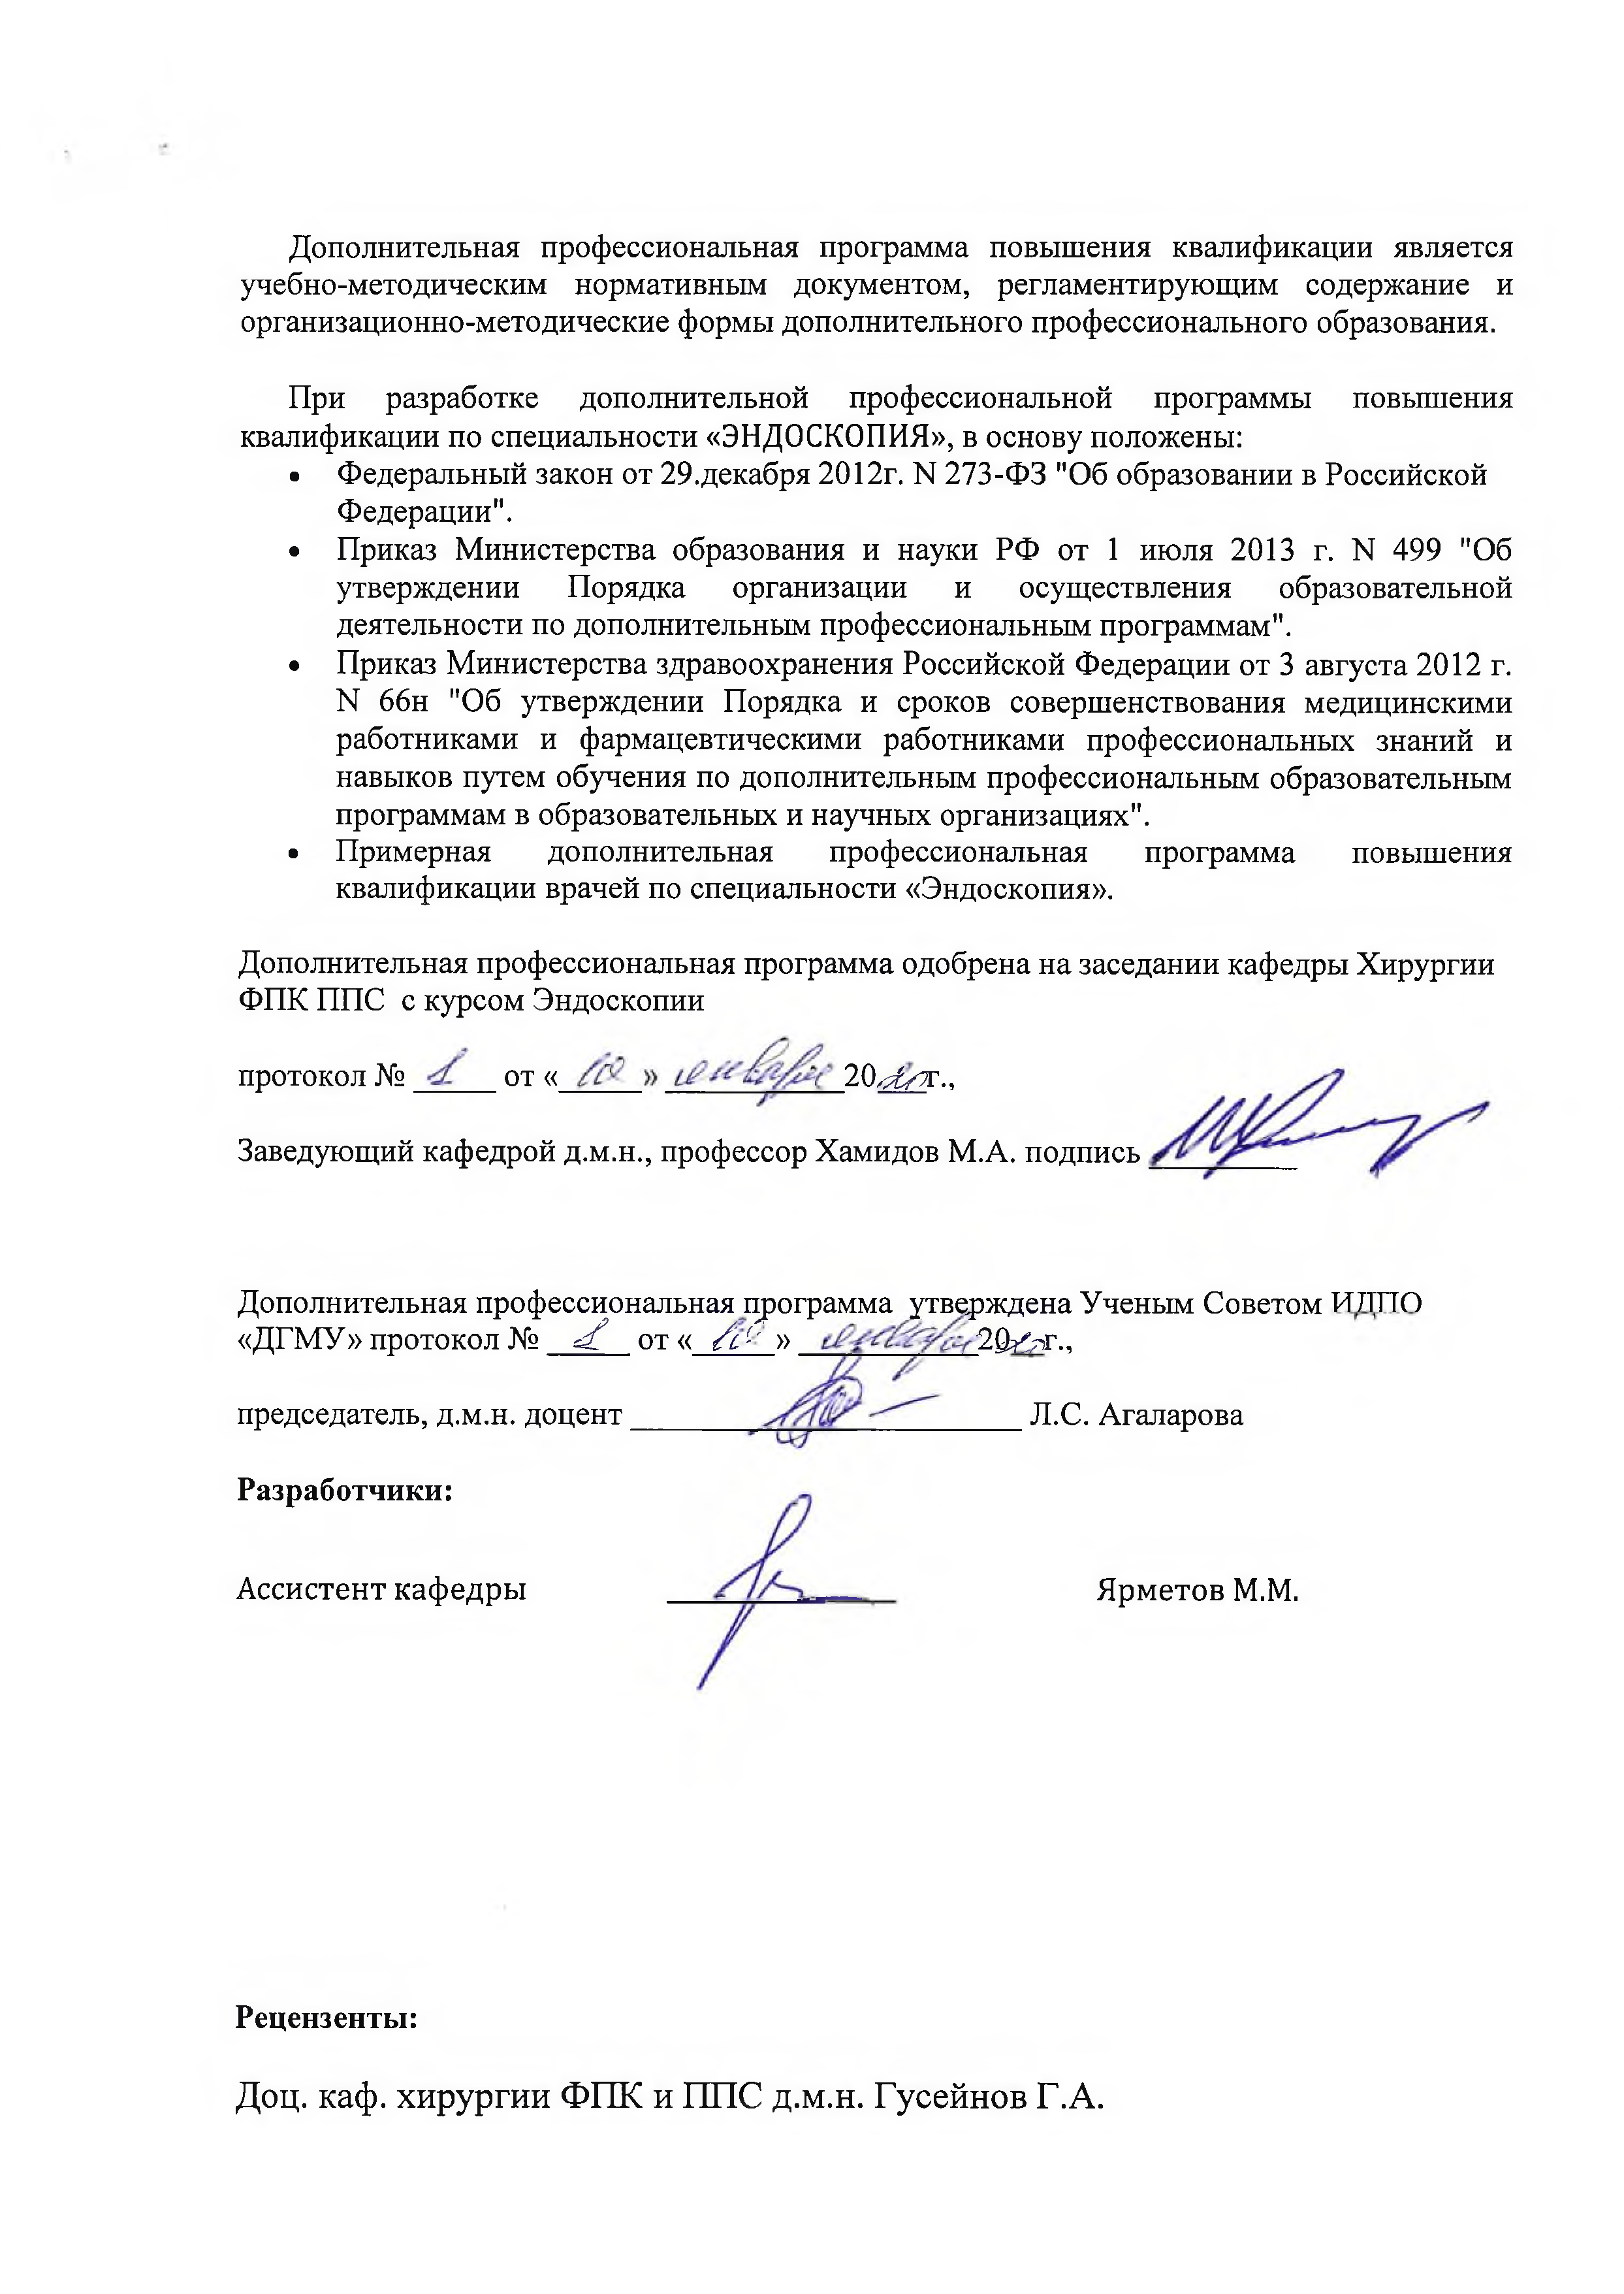 Дополнительная профессиональная программа повышения квалификации является
учебно-методическим нормативным документом, регламентирующим содержание и
организационно-методические формы дополнительного профессионального образования.
При разработке дополнительной профессиональной программы повышения
квалификации по специальности «ЭНДОСКОПИЯ», в основу положены:
• Федеральный закон от 29.декабря 2012г. N 273-ФЗ "Об образовании в Российской
Федерации".
• Приказ Министерства образования и науки РФ от 1 июля 2013 г. N 499 "Об
утверждении Порядка организации и осуществления образовательной
деятельности по дополнительным профессиональным программам".
• Приказ Министерства здравоохранения Российской Федерации от 3 августа 2012 г.
N 66н "Об утверждении Порядка и сроков совершенствования медицинскими
работниками и фармацевтическими работниками профессиональных знаний и
навыков путем обучения по дополнительным профессиональным образовательным
программам в образовательных и научных организациях".
• Примерная дополнительная профессиональная программа повышения
квалификации врачей по специальности «Эндоскопия».
Дополнительная профессиональная программа одобрена на заседании кафедры Хирургии
ФПК ППС с курсом Эндоскопии
протокол № 1 от «10» января 20 г.,
Заведующий кафедрой д.м.н., профессор Хамидов М.А. подпись
Дополнительная профессиональная программа утверждена Ученым Советом ИДПО
«ДГМУ» протокол № 1 от «10» января 20 г.,
председатель, д.м.н. доцент Л.С. Агаларова
Разработчики:
Ассистент кафедры Ярметов М.М.
Рецензенты:
Доц. каф. хирургии ФПК и ППС д.м.н. Гусейнов Г.А.